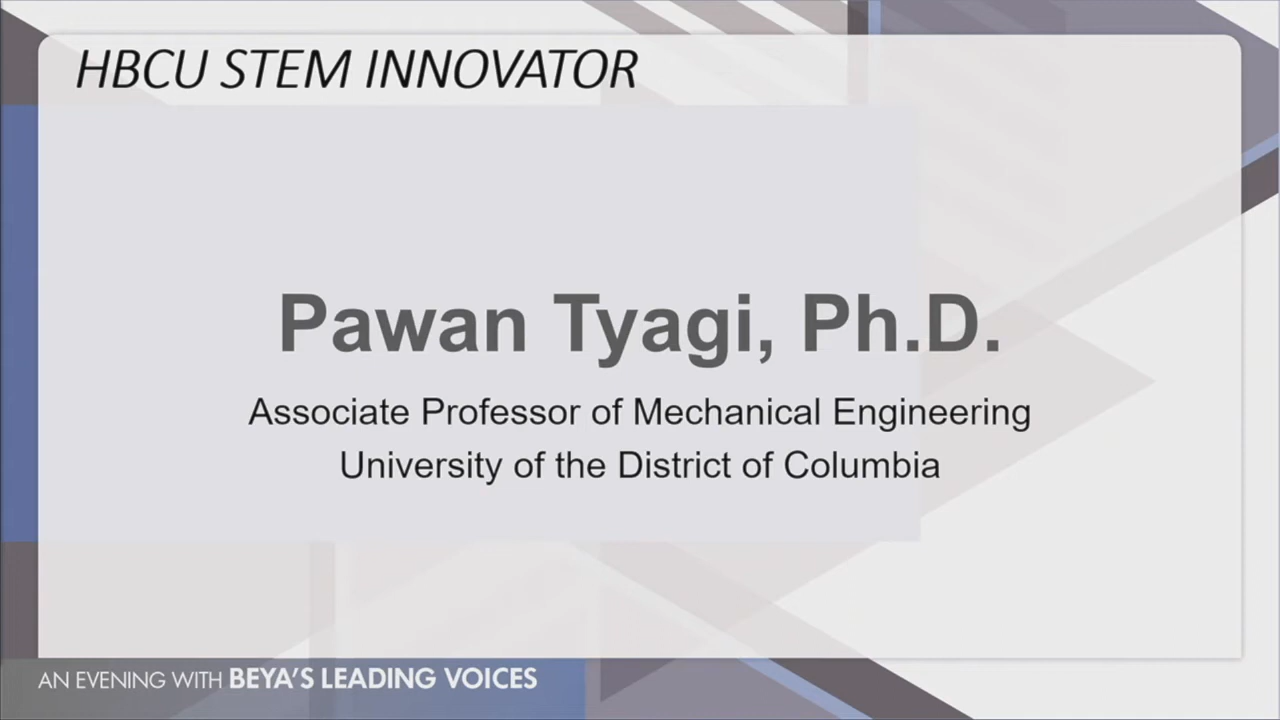 HBCU STEM INNOVATOR
Pawan Tyagi, Ph.D.
Associate Professor of Mechanical Engineering
University of the District of Columbia
AN EVENING WITH BEYA'S LEADING VOICES